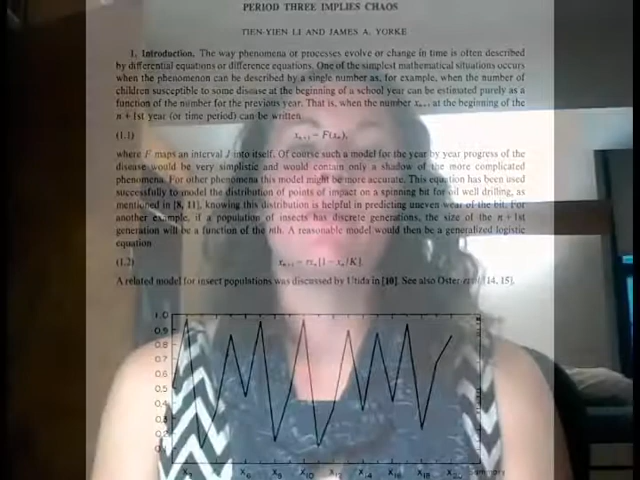 PERIOD THREE IMPLIES CHAOS
TIEN-YIEN LI AND JAMES A. YORKE
1. Introduction. The way phenomena or processes evolve or change in time is often described
by differential equations or difference equations. One of the simplest mathematical situations occurs
when the phenomenon can be described by a single number as, for example, when the number of
children susceptible to some disease at the beginning of a school year can be estimated purely as a
function of the number for the previous year. That is, when the number xₙ₊₁ at the beginning of the
n + 1st year (or time period) can be written
(1.1) xₙ₊₁ = F(xₙ),
where F maps an interval J into itself. Of course such a model for the year by year progress of the
disease would be very simplistic and would contain only a shadow of the more complicated
phenomena. For other phenomena this model might be more accurate. This equation has been used
successfully to model the distribution of points of impact on a spinning bit for oil well drilling, as
mentioned in [8, 11], knowing this distribution is helpful in predicting uneven wear of the bit. For
another example, if a population of insects has discrete generations, the size of the n + 1st
generation will be a function of the nth. A reasonable model would then be a generalized logistic
equation
(1.2) xₙ₊₁ = rxₙ[1 − xₙ/K].
A related model for insect populations was discussed by Utida in [10]. See also Oster et al [14, 15].
1.0
0.9
0.8
0.7
0.6
0.5
0.4
0.3
0.2
X₆ X₈ X₁₀ X₁₂ X₁₄ X₁₆ X₁₈ X₂₀ Summary